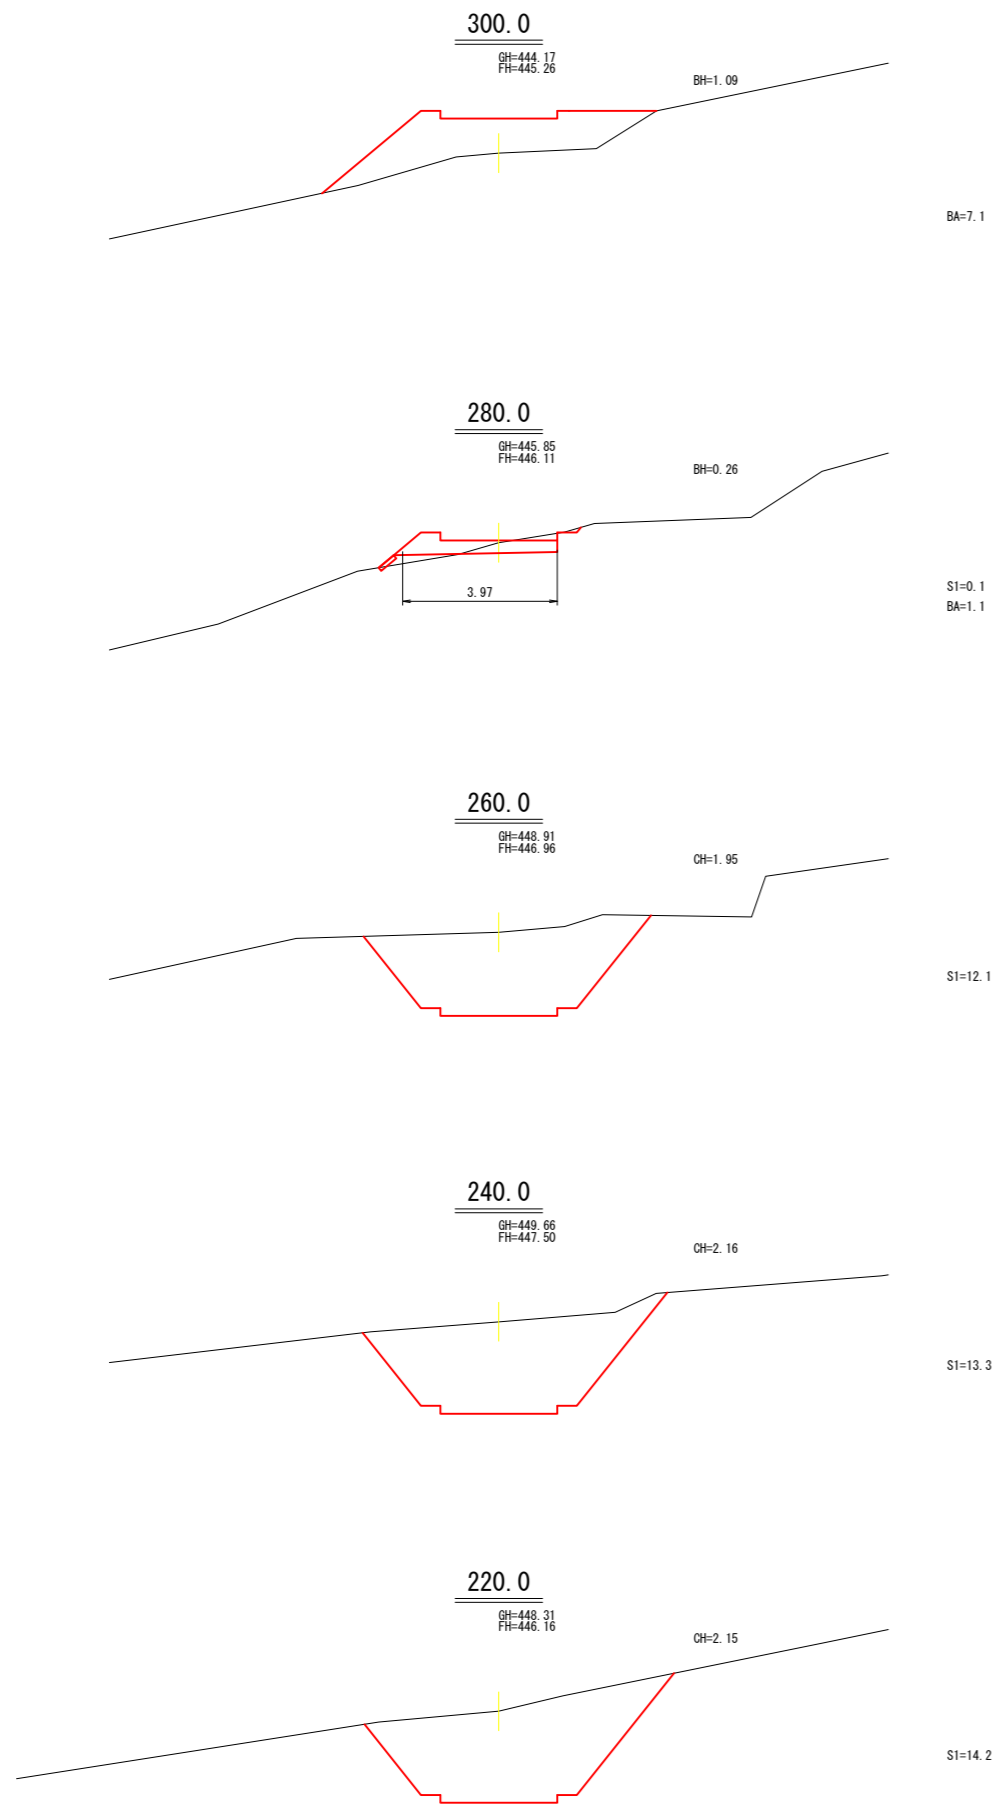 300.0
GH=444.17
FH=445.26
BH=1.09
BA=7.1
280.0
GH=445.85
FH=446.11
BH=0.26
3.97
S1=0.1
BA=1.1
260.0
GH=448.91
FH=446.96
CH=1.95
S1=12.1
240.0
GH=449.66
FH=447.50
CH=2.16
S1=13.3
220.0
GH=448.31
FH=446.16
CH=2.15
S1=14.2